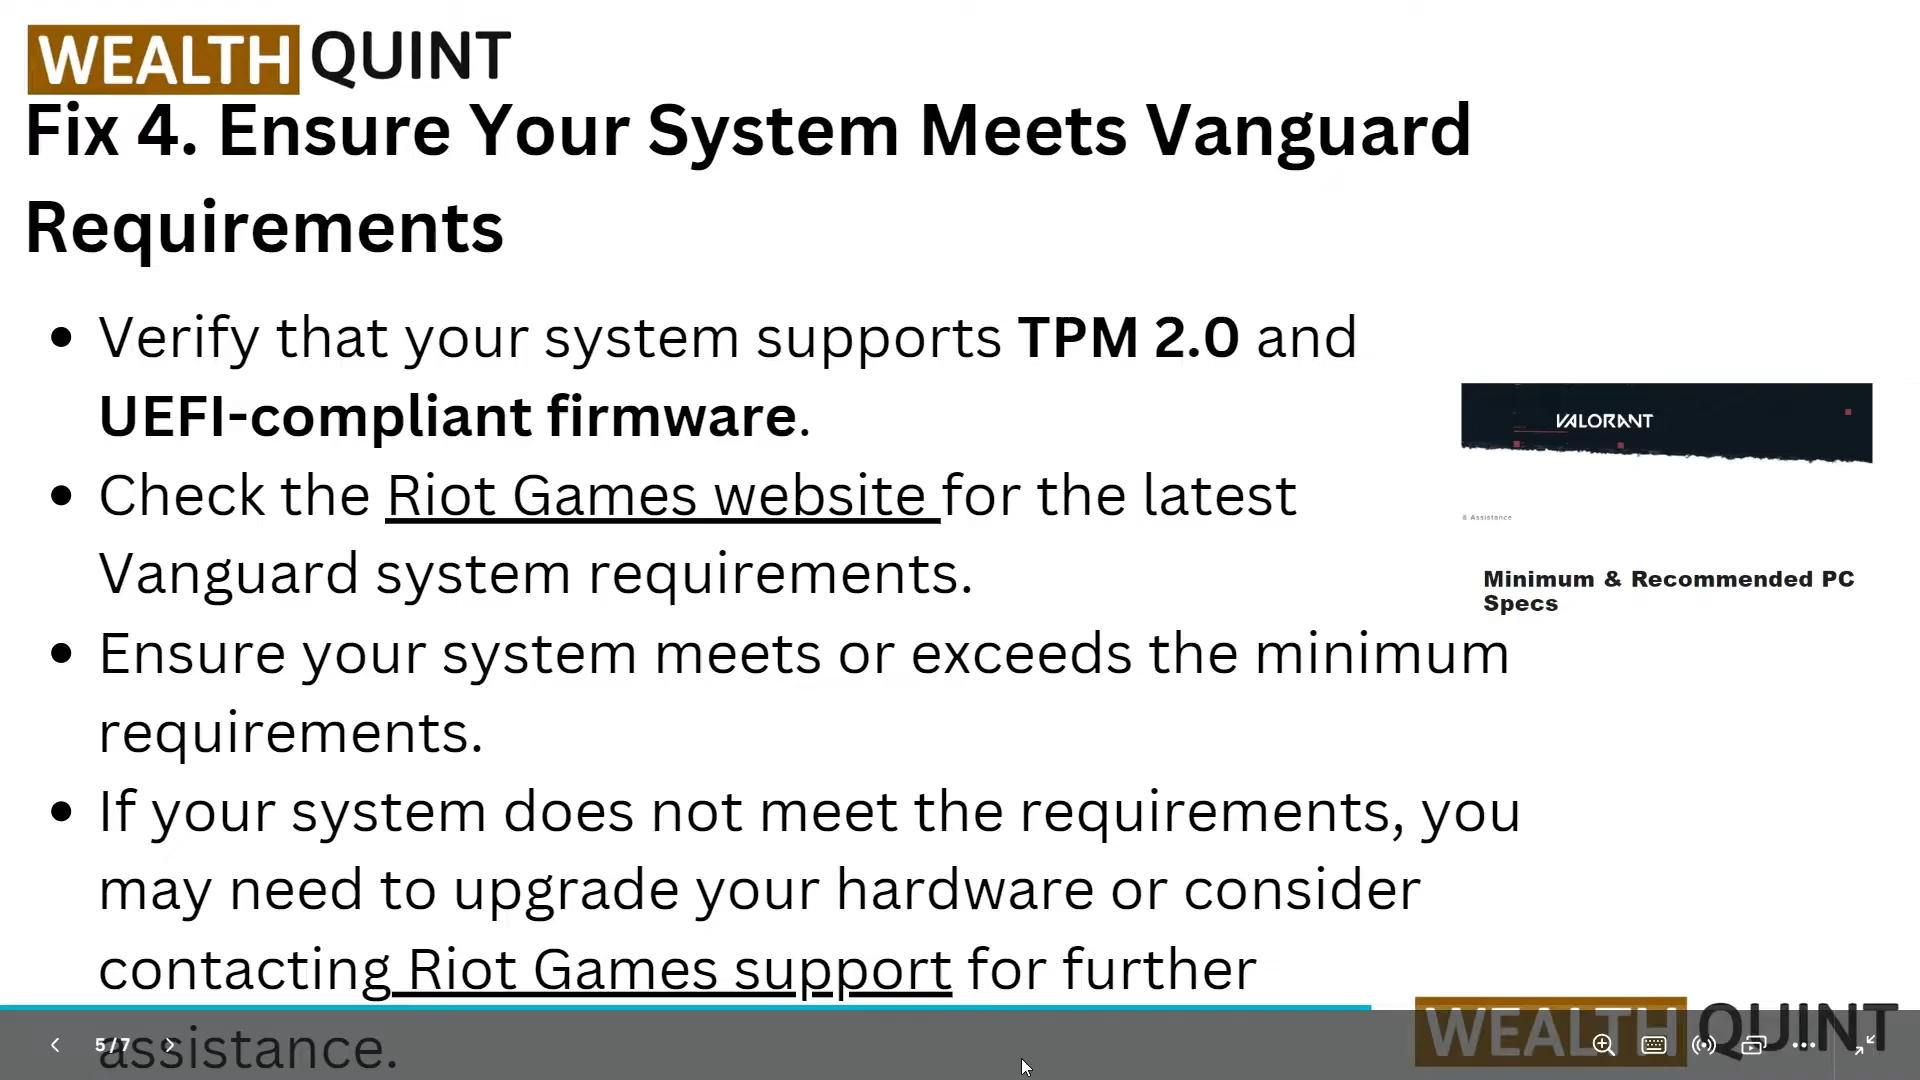 WEALTH QUINT
Fix 4. Ensure Your System Meets Vanguard
Requirements
• Verify that your system supports TPM 2.0 and
UEFI-compliant firmware.
• Check the Riot Games website for the latest
Vanguard system requirements.
• Ensure your system meets or exceeds the minimum
requirements.
• If your system does not meet the requirements, you
may need to upgrade your hardware or consider
contacting Riot Games support for further
assistance.
VALORANT
& Assistance
Minimum & Recommended PC
Specs
WEALTH QUINT
5/7